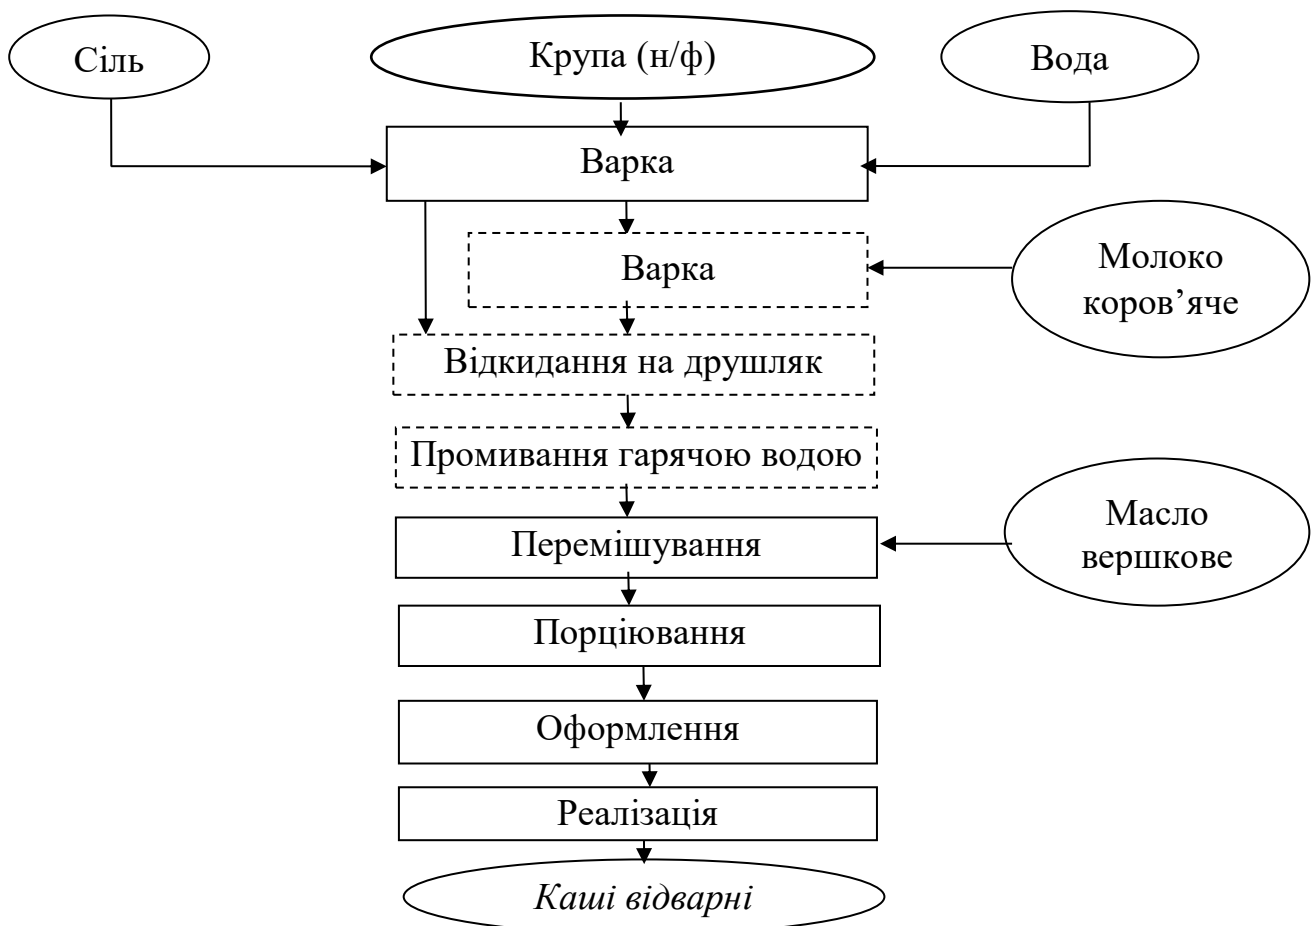 Сіль
Крупа (н/ф)
Вода
Варка
Варка
Молоко
коров’яче
Відкидання на друшляк
Промивання гарячою водою
Перемішування
Масло
вершкове
Порціювання
Оформлення
Реалізація
Каші відварні